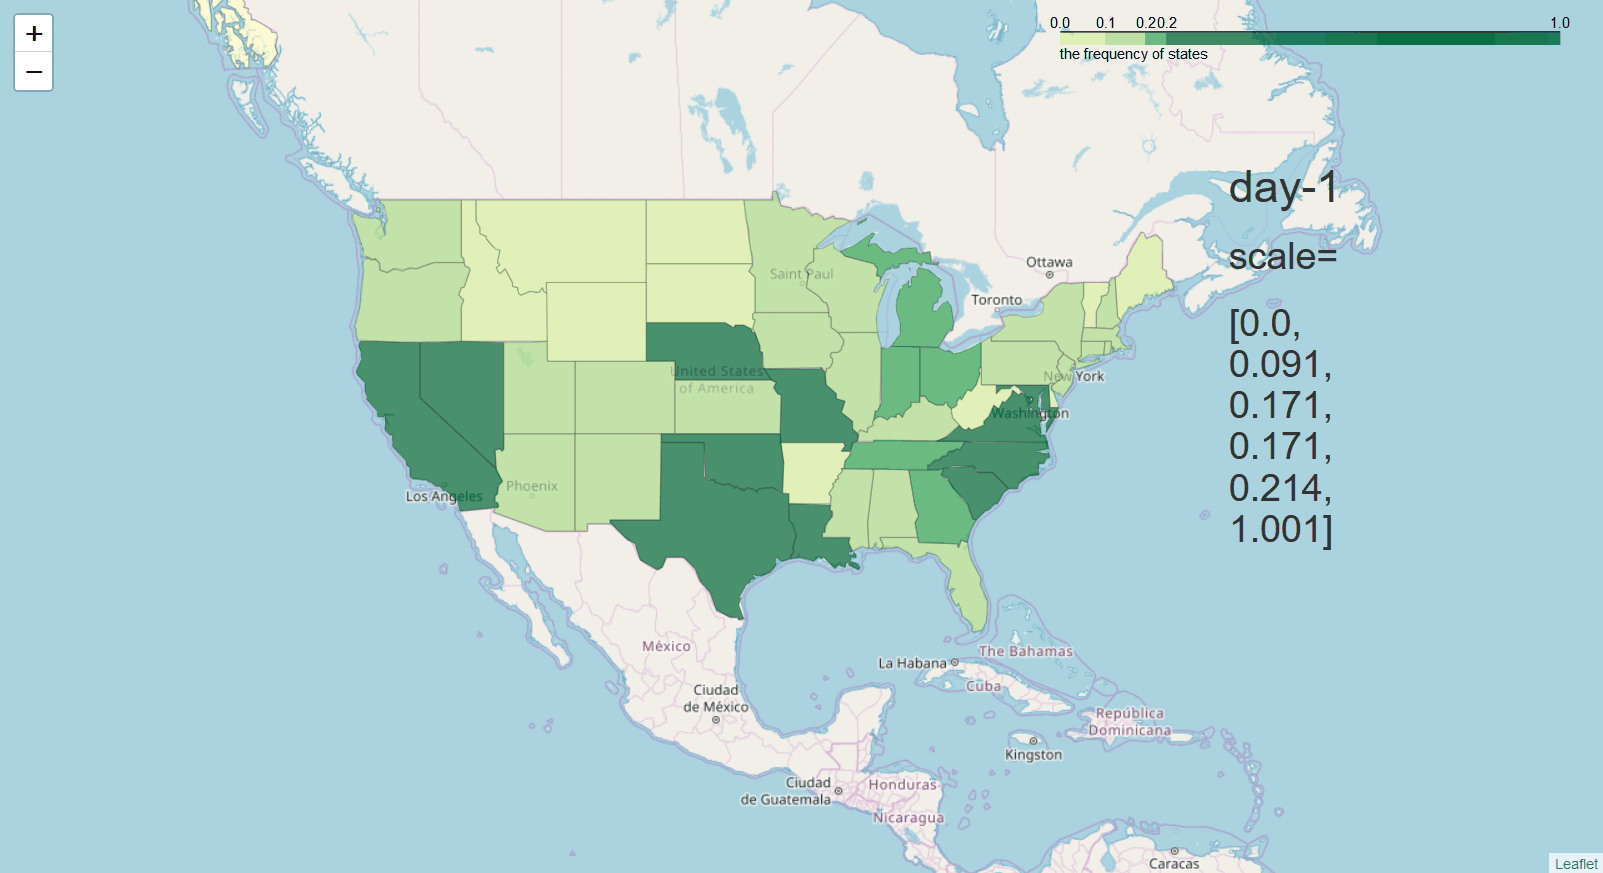 +
−
0.0 0.1 0.20.2 1.0
the frequency of states
day-1
scale=
[0.0,
0.091,
0.171,
0.171,
0.214,
1.001]
Ottawa
Saint Paul
Toronto
United States
of America
New York
Washington
Los Angeles
Phoenix
México
La Habana
The Bahamas
Cuba
Ciudad
de México
República
Dominicana
Kingston
Ciudad
de Guatemala
Honduras
Nicaragua
Caracas
Leaflet